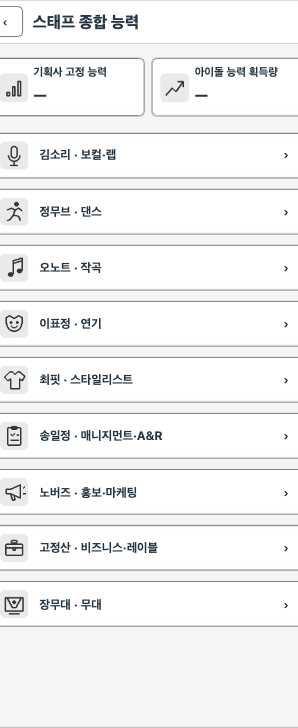 ‹ 스태프 종합 능력
기획사 고정 능력
—
아이돌 능력 획득량
—
김소리 · 보컬·랩 ›
정무브 · 댄스 ›
오노트 · 작곡 ›
이표정 · 연기 ›
최핏 · 스타일리스트 ›
송일정 · 매니지먼트·A&R ›
노버즈 · 홍보·마케팅 ›
고정산 · 비즈니스·레이블 ›
장무대 · 무대 ›